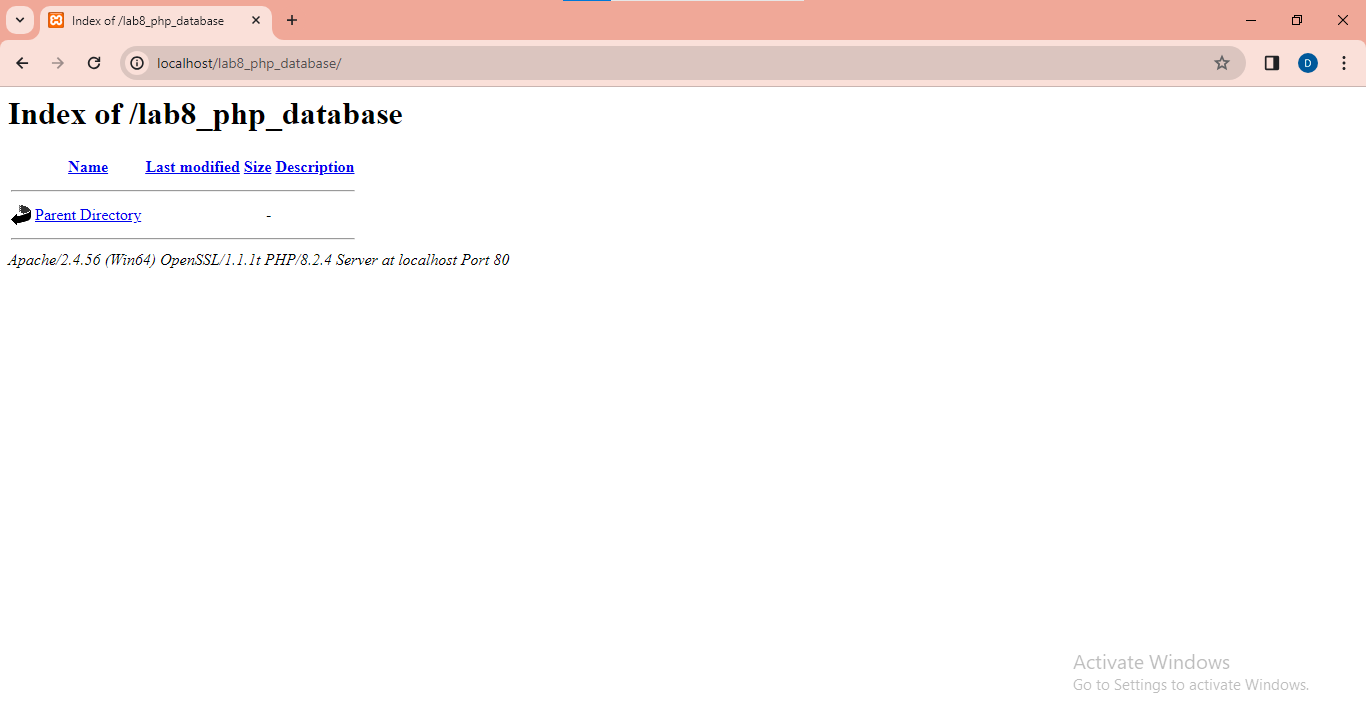 Index of /lab8_php_database
localhost/lab8_php_database/
D
Index of /lab8_php_database
Name Last modified Size Description
Parent Directory -
Apache/2.4.56 (Win64) OpenSSL/1.1.1t PHP/8.2.4 Server at localhost Port 80
Activate Windows
Go to Settings to activate Windows.